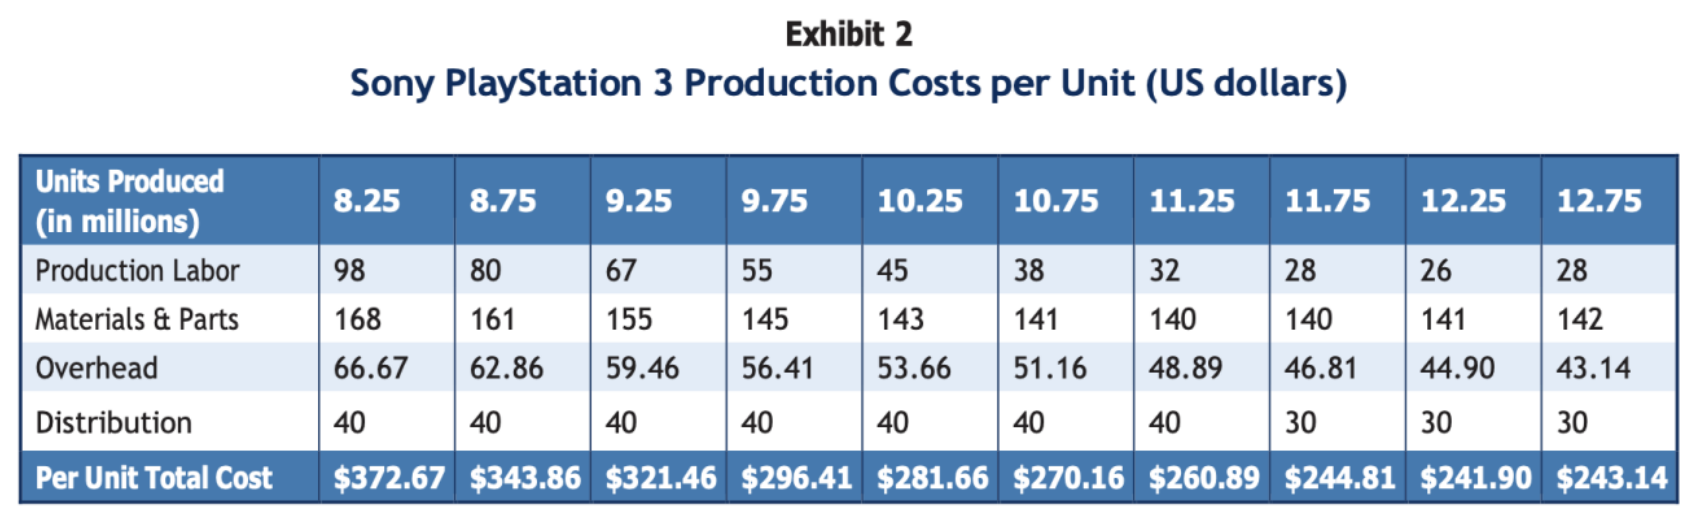 Exhibit 2
Sony PlayStation 3 Production Costs per Unit (US dollars)
Units Produced
(in millions) 8.25 8.75 9.25 9.75 10.25 10.75 11.25 11.75 12.25 12.75
Production Labor 98 80 67 55 45 38 32 28 26 28
Materials & Parts 168 161 155 145 143 141 140 140 141 142
Overhead 66.67 62.86 59.46 56.41 53.66 51.16 48.89 46.81 44.90 43.14
Distribution 40 40 40 40 40 40 40 30 30 30
Per Unit Total Cost $372.67 $343.86 $321.46 $296.41 $281.66 $270.16 $260.89 $244.81 $241.90 $243.14